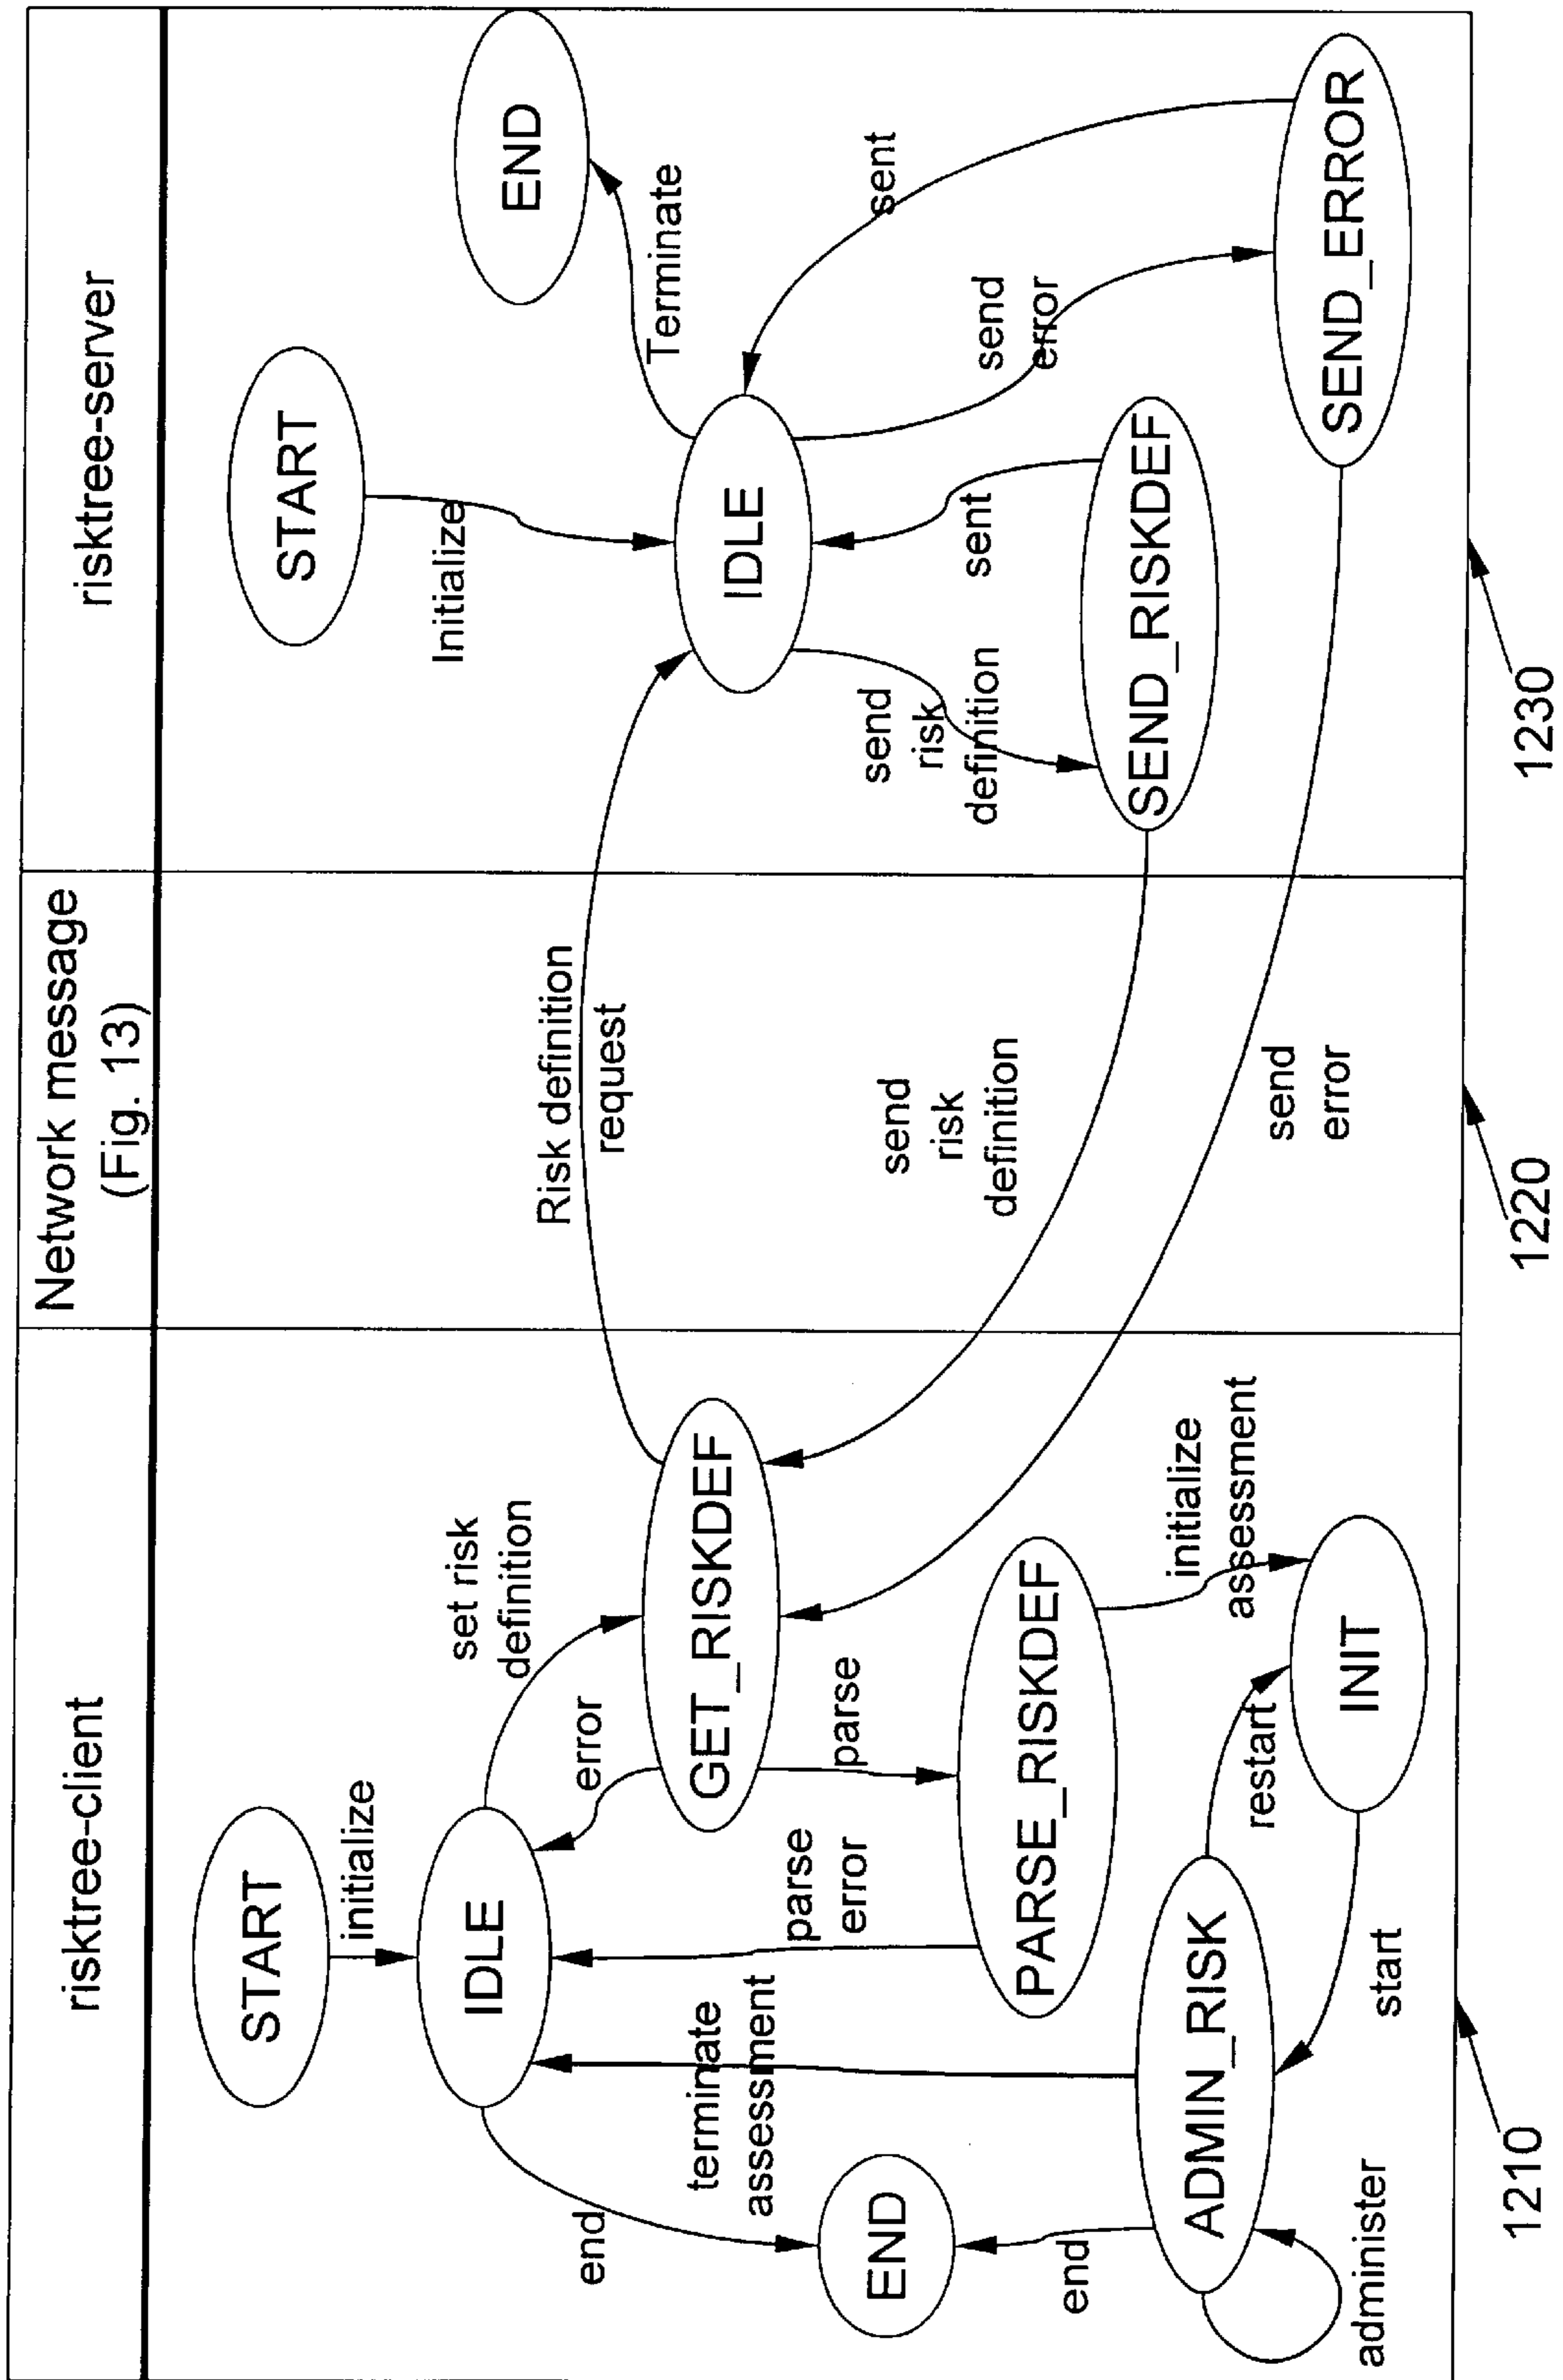 risktree-client
Network message
(Fig. 13)
risktree-server
START
initialize
IDLE
set risk
definition
error
GET_RISKDEF
parse
parse
error
PARSE_RISKDEF
initialize
assessment
terminate
assessment
end
END
end
ADMIN_RISK
restart
INIT
start
administer
1210
Risk definition
request
send
risk
definition
send
error
1220
START
Initialize
IDLE
Terminate
END
send
risk
definition
sent
SEND_RISKDEF
send
error
sent
SEND_ERROR
1230